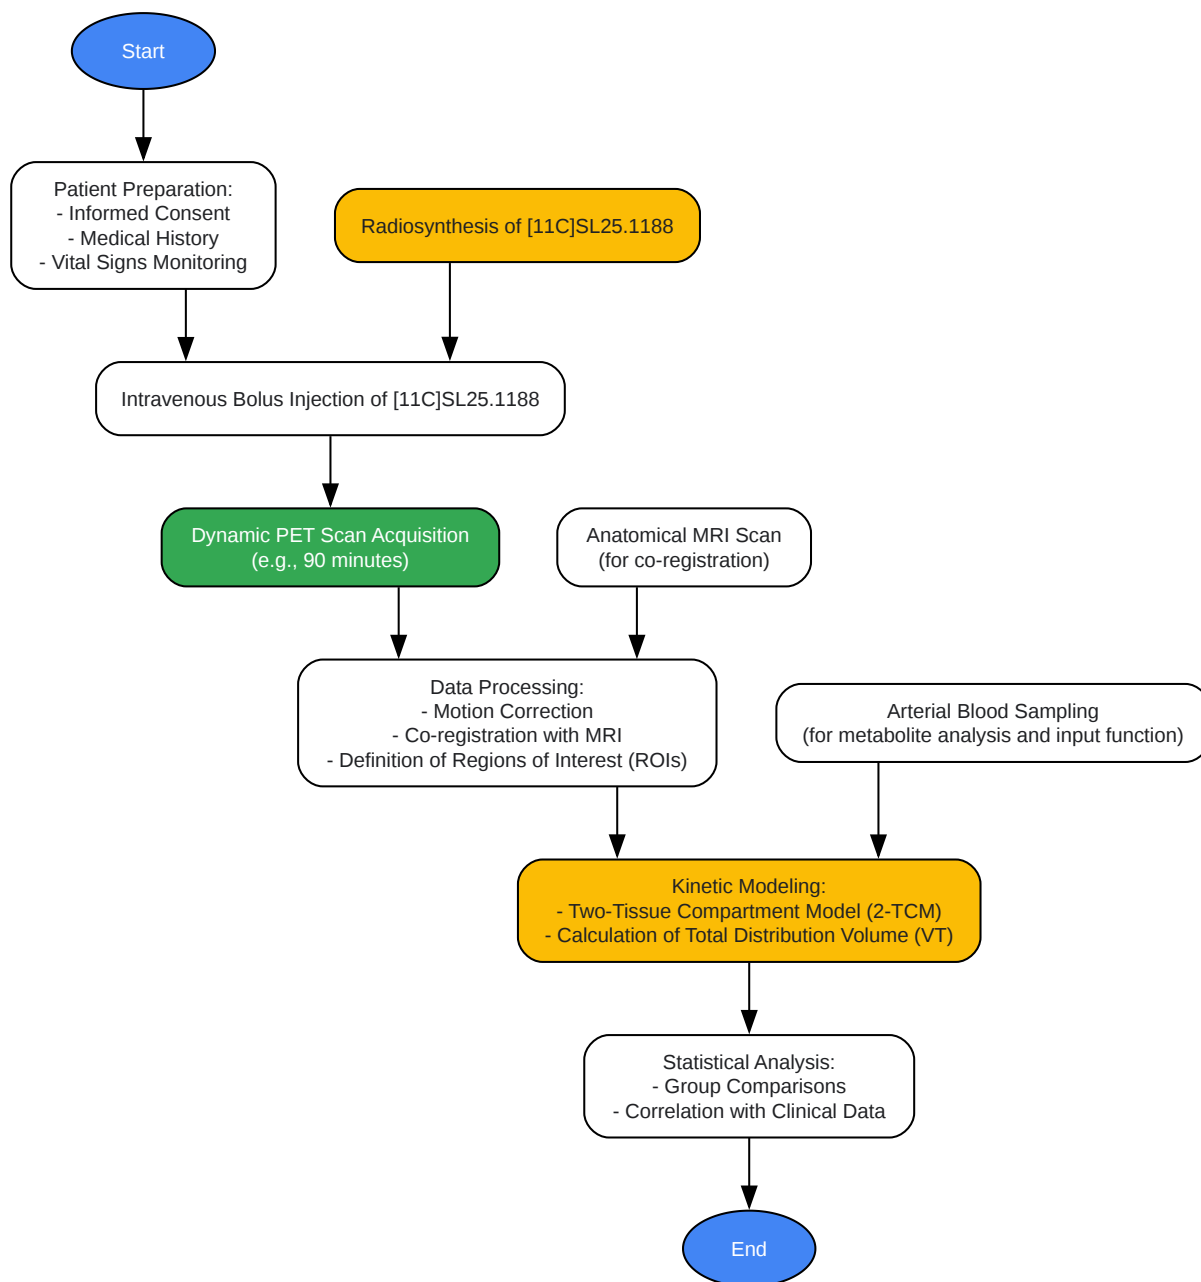 Start
Patient Preparation:
- Informed Consent
- Medical History
- Vital Signs Monitoring
Radiosynthesis of [11C]SL25.1188
Intravenous Bolus Injection of [11C]SL25.1188
Dynamic PET Scan Acquisition
(e.g., 90 minutes)
Anatomical MRI Scan
(for co-registration)
Data Processing:
- Motion Correction
- Co-registration with MRI
- Definition of Regions of Interest (ROIs)
Arterial Blood Sampling
(for metabolite analysis and input function)
Kinetic Modeling:
- Two-Tissue Compartment Model (2-TCM)
- Calculation of Total Distribution Volume (VT)
Statistical Analysis:
- Group Comparisons
- Correlation with Clinical Data
End